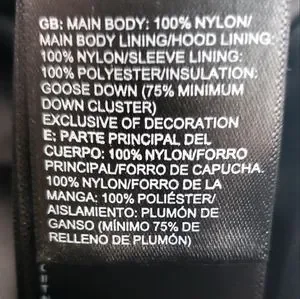 GB: MAIN BODY: 100% NYLON/
MAIN BODY LINING/HOOD LINING:
100% NYLON/SLEEVE LINING:
100% POLYESTER/INSULATION:
GOOSE DOWN (75% MINIMUM
DOWN CLUSTER)
EXCLUSIVE OF DECORATION
E: PARTE PRINCIPAL DEL
CUERPO: 100% NYLON/FORRO
PRINCIPAL/FORRO DE CAPUCHA:
100% NYLON/FORRO DE LA
MANGA: 100% POLIÉSTER/
AISLAMIENTO: PLUMÓN DE
GANSO (MÍNIMO 75% DE
RELLENO DE PLUMÓN)